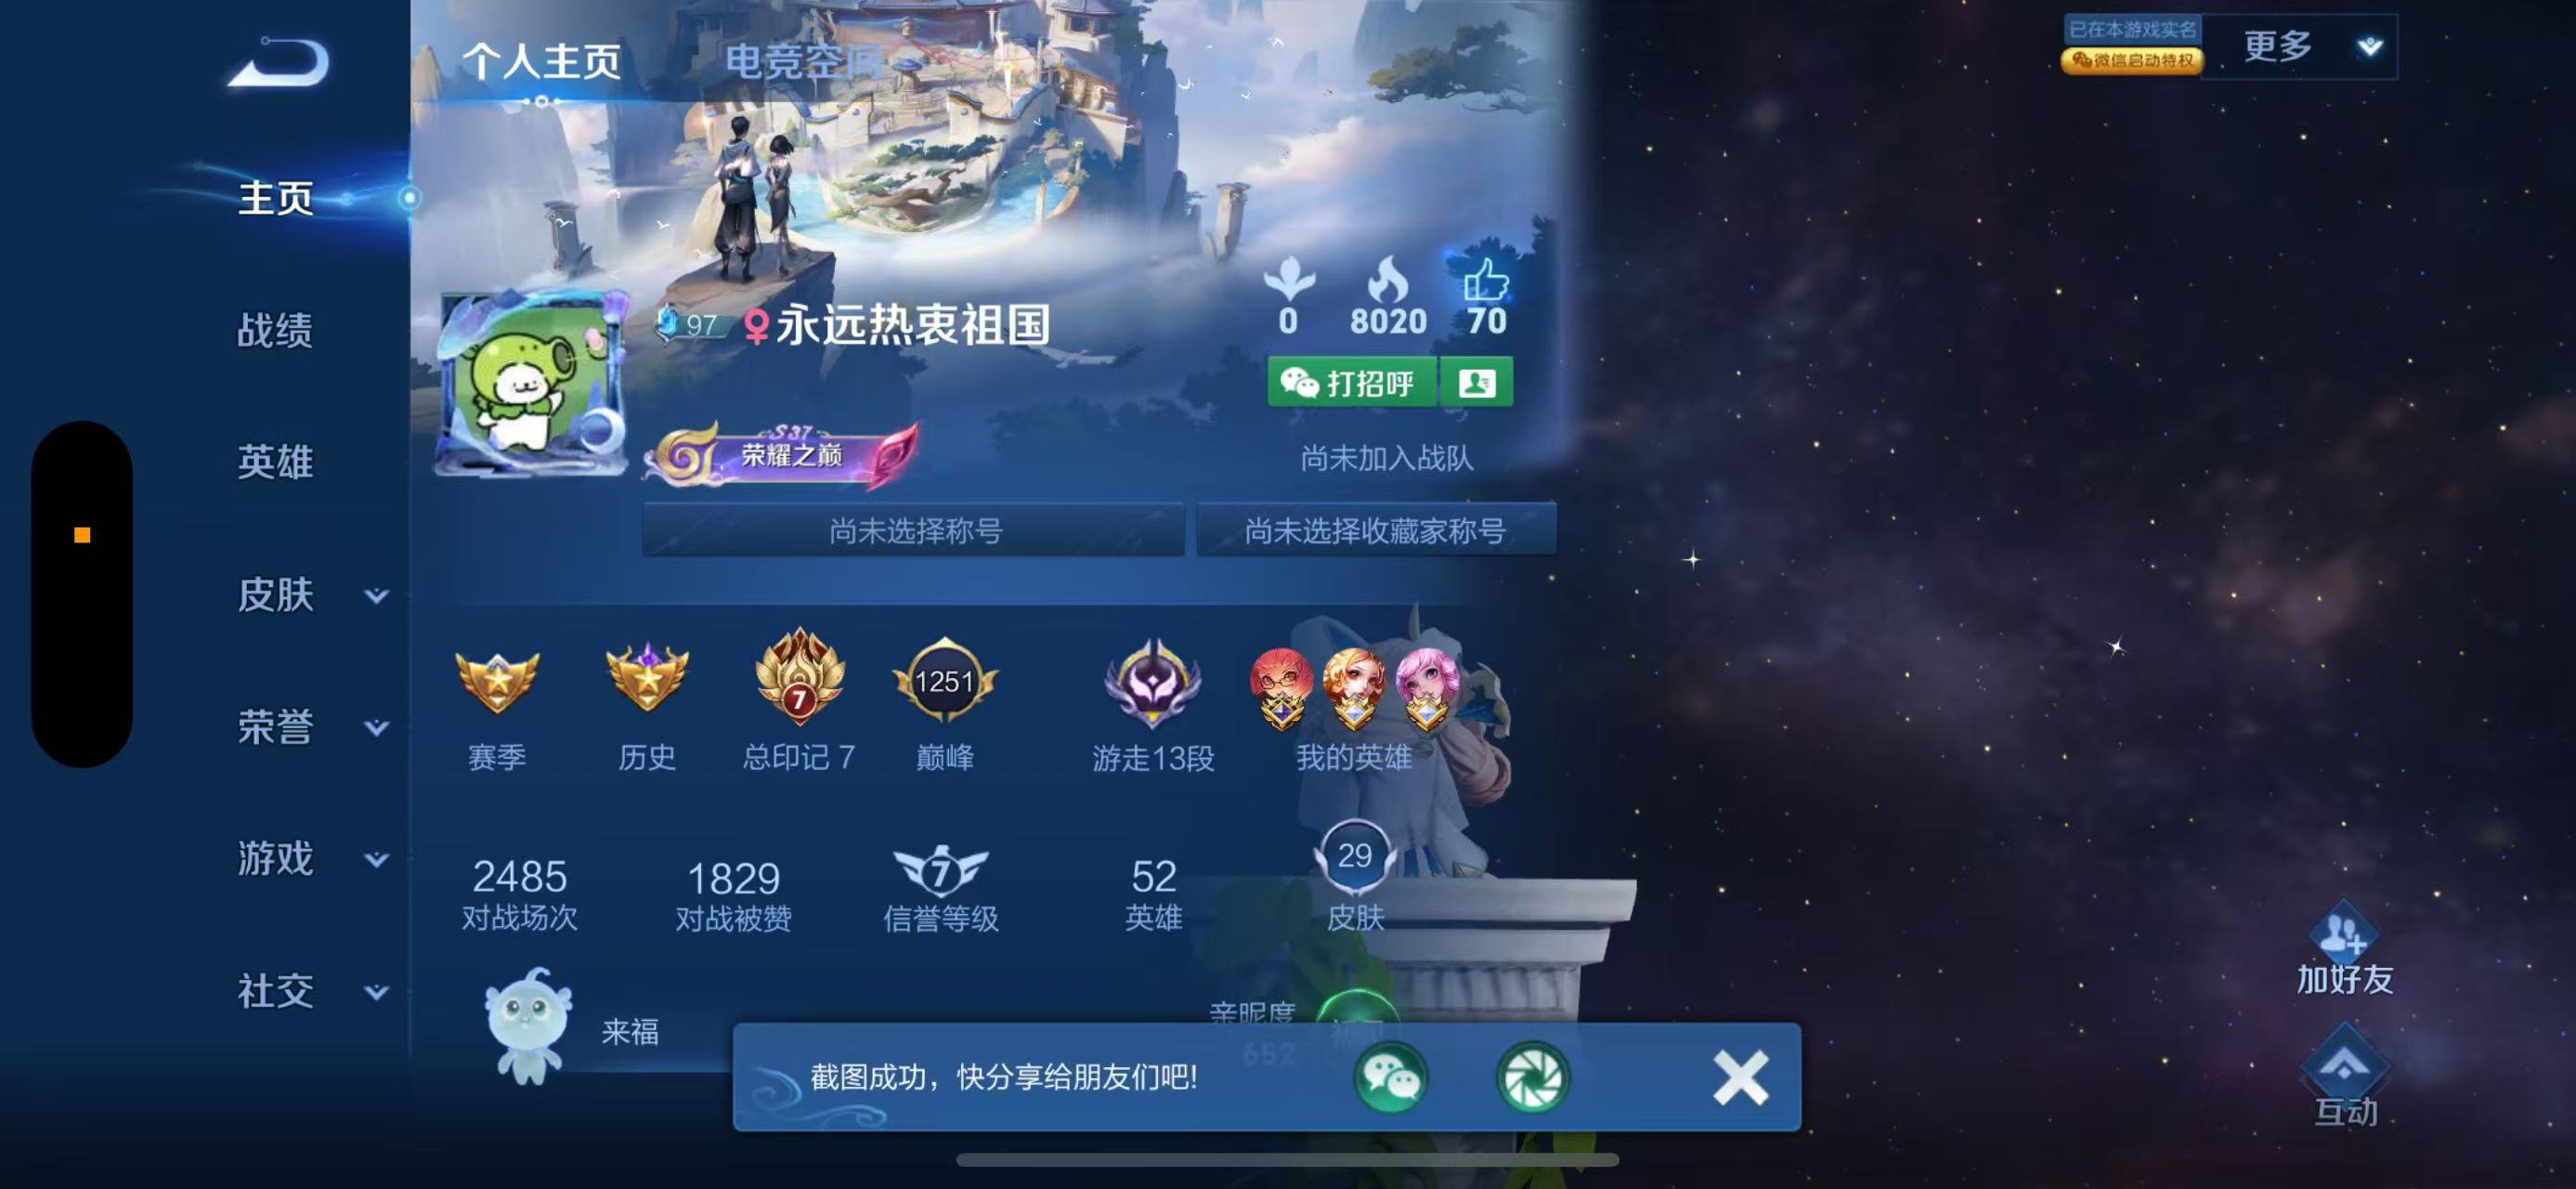 个人主页
电竞空间
已在本游戏实名
微信启动特权
更多
主页
战绩
英雄
皮肤
荣誉
游戏
社交
97
永远热衷祖国
0
8020
70
打招呼
S37
荣耀之巅
尚未加入战队
尚未选择称号
尚未选择收藏家称号
7
1251
赛季
历史
总印记 7
巅峰
游走13段
我的英雄
2485
对战场次
1829
对战被赞
7
信誉等级
52
英雄
29
皮肤
来福
亲昵度
652
截图成功，快分享给朋友们吧!
加好友
互动